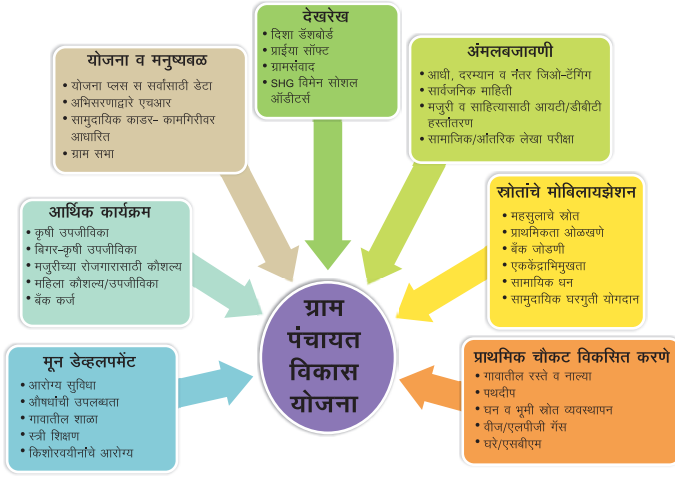 देखरेख
• दिशा डॅशबोर्ड
• प्राईया सॉफ्ट
• ग्रामसंवाद
• SHG विमेन सोशल
ऑडीटर्स
योजना व मनुष्यबळ
• योजना प्लस स सर्वांसाठी डेटा
• अभिसरणाद्वारे एचआर
• सामुदायिक काडर– कामगिरीवर
आधारित
• ग्राम सभा
अंमलबजावणी
• आधी, दरम्यान व नंतर जिओ–टॅगिंग
• सार्वजनिक माहिती
• मजुरी व साहित्यासाठी आयटी/डीबीटी
हस्तांतरण
• सामाजिक/आंतरिक लेखा परीक्षा
आर्थिक कार्यक्रम
• कृषी उपजीविका
• बिगर–कृषी उपजीविका
• मजुरीच्या रोजगारासाठी कौशल्य
• महिला कौशल्य/उपजीविका
• बँक कर्ज
स्रोतांचे मोबिलायझेशन
• महसुलाचे स्रोत
• प्राथमिकता ओळखणे
• बँक जोडणी
• एककेंद्राभिमुखता
• सामायिक धन
• सामुदायिक घरगुती योगदान
ग्राम
पंचायत
विकास
योजना
मून डेव्हलपमेंट
• आरोग्य सुविधा
• औषधांची उपलब्धता
• गावातील शाळा
• स्त्री शिक्षण
• किशोरवयीनांचे आरोग्य
प्राथमिक चौकट विकसित करणे
• गावातील रस्ते व नाल्या
• पथदीप
• घन व भूमी स्रोत व्यवस्थापन
• वीज/एलपीजी गॅस
• घरे/एसबीएम